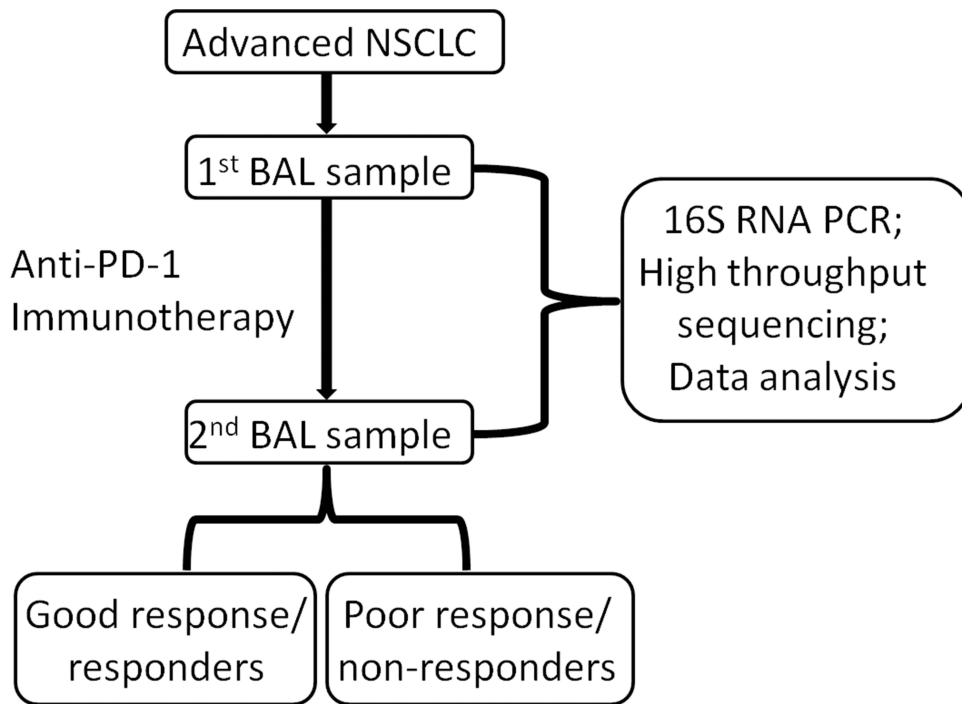 Advanced NSCLC
1st BAL sample
Anti-PD-1
Immunotherapy
16S RNA PCR;
High throughput
sequencing;
Data analysis
2nd BAL sample
Good response/
responders
Poor response/
non-responders